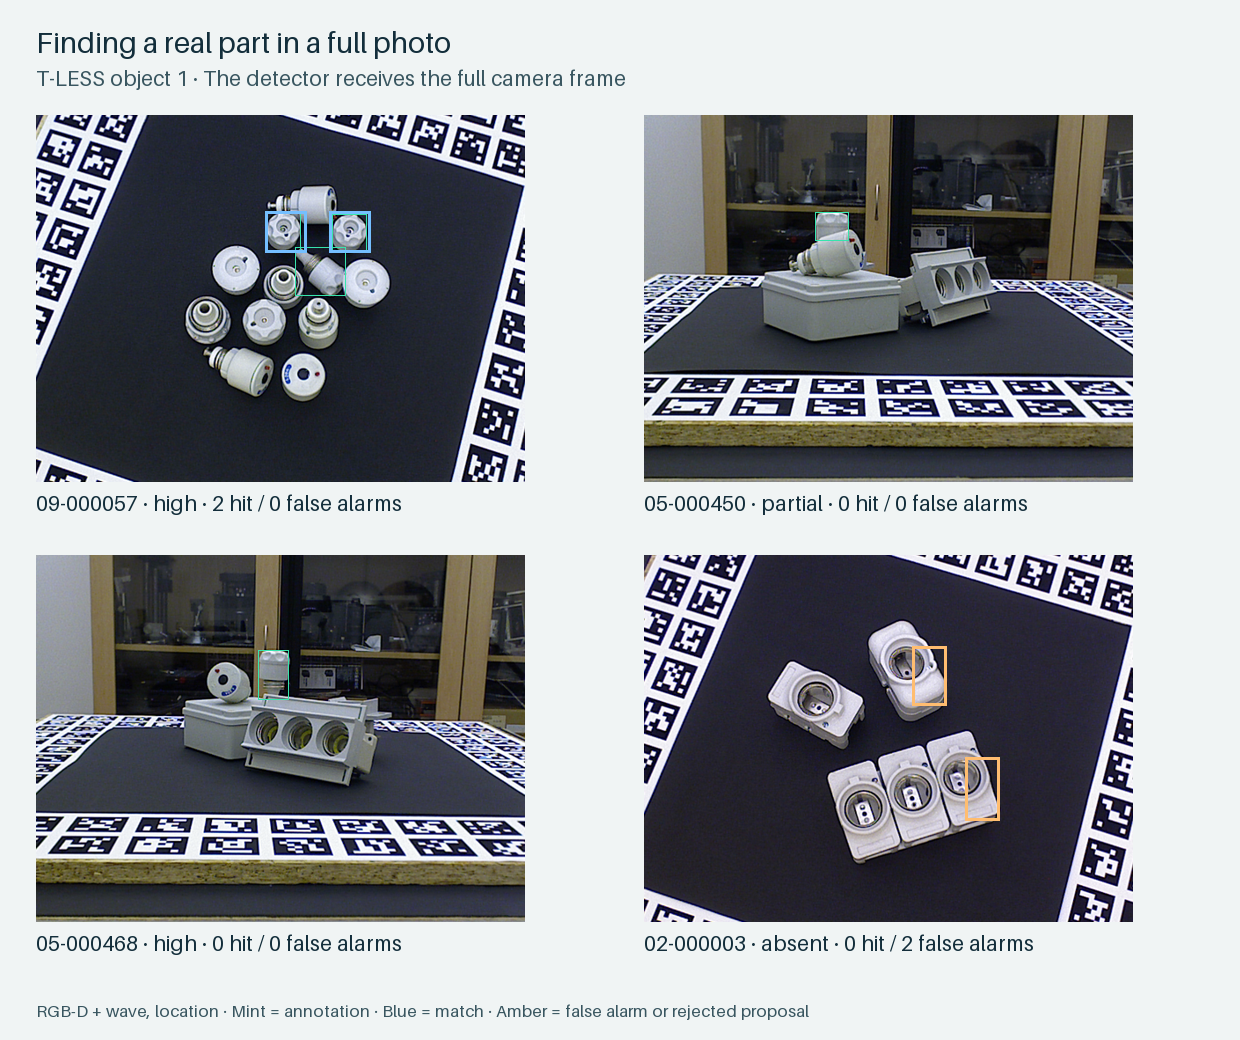 Finding a real part in a full photo
T-LESS object 1 · The detector receives the full camera frame
09-000057 · high · 2 hit / 0 false alarms
05-000450 · partial · 0 hit / 0 false alarms
05-000468 · high · 0 hit / 0 false alarms
02-000003 · absent · 0 hit / 2 false alarms
RGB-D + wave, location · Mint = annotation · Blue = match · Amber = false alarm or rejected proposal